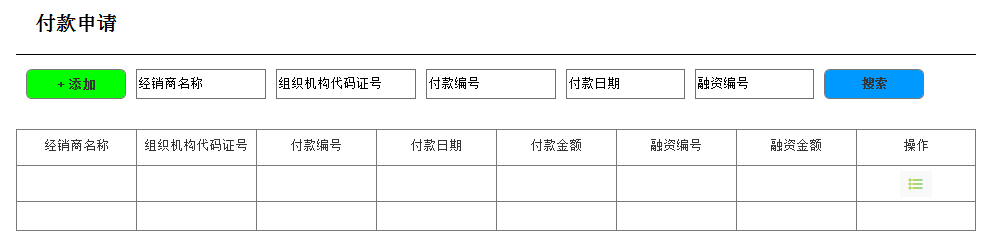 付款申请
+ 添加 经销商名称 组织机构代码证号 付款编号 付款日期 融资编号 搜索
经销商名称 组织机构代码证号 付款编号 付款日期 付款金额 融资编号 融资金额 操作